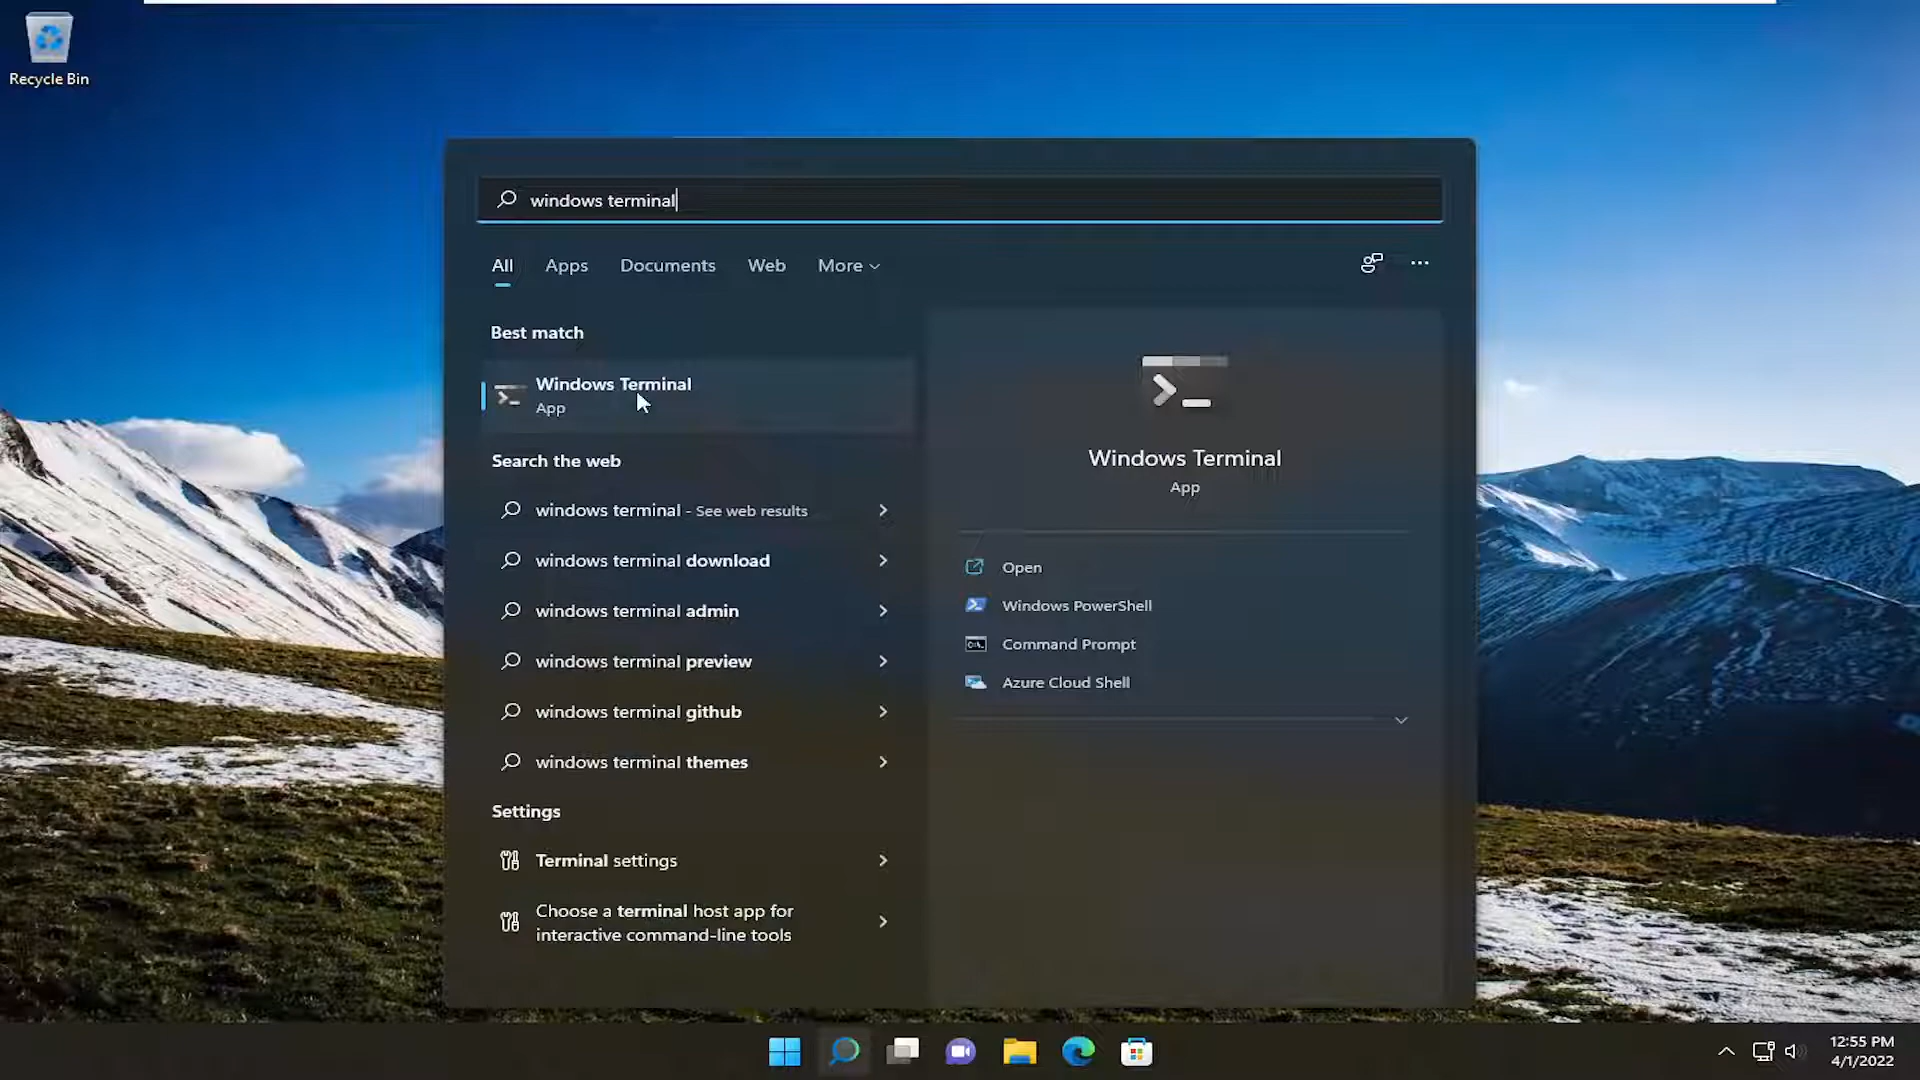 Recycle Bin
windows terminal
All
Apps
Documents
Web
More
Best match
Windows Terminal
App
Search the web
windows terminal - See web results
windows terminal download
windows terminal admin
windows terminal preview
windows terminal github
windows terminal themes
Settings
Terminal settings
Choose a terminal host app for
interactive command-line tools
Windows Terminal
App
Open
Windows PowerShell
Command Prompt
Azure Cloud Shell
12:55 PM
4/1/2022